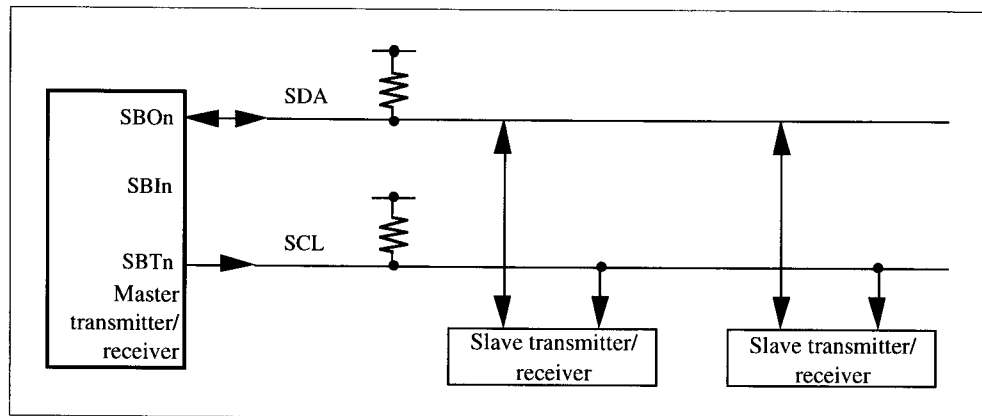 SDA
SBOn
SBIn
SCL
SBTn
Master
transmitter/
receiver
Slave transmitter/
receiver
Slave transmitter/
receiver